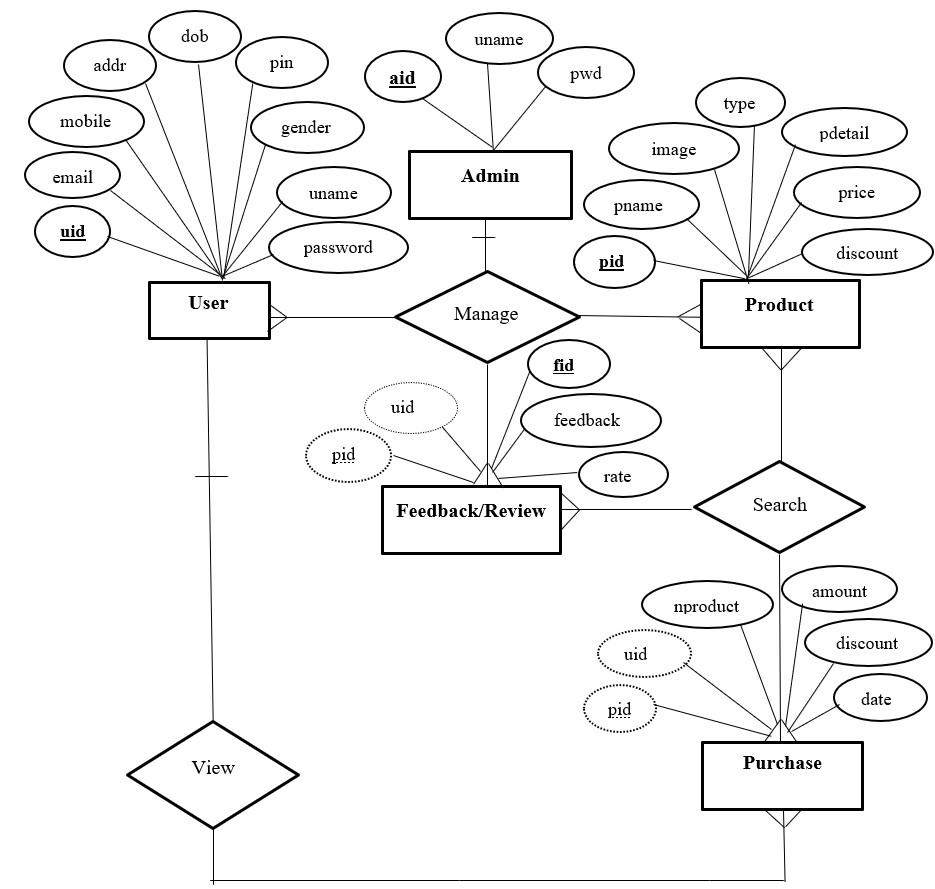 dob
uname
addr
pin
aid
pwd
type
mobile
gender
pdetail
image
email
Admin
uname
price
pname
uid
password
pid
discount
User
Manage
Product
fid
uid
feedback
pid
rate
Feedback/Review
Search
nproduct
amount
uid
discount
pid
date
View
Purchase